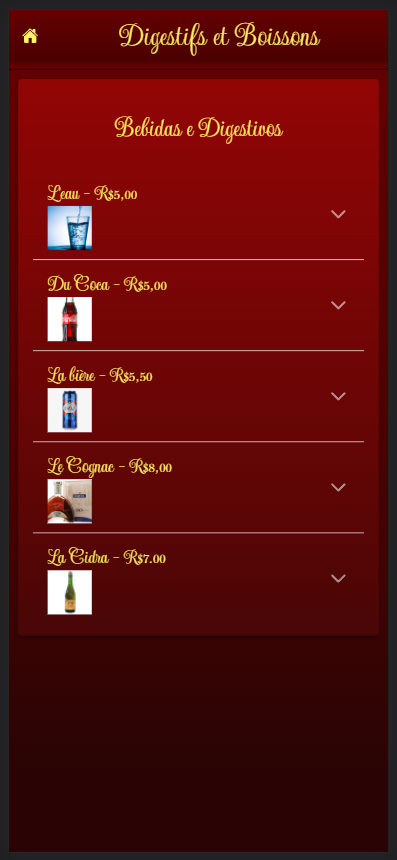 Digestifs et Boissons
Bebidas e Digestivos
Leau - R$5,00
Du Coca - R$5,00
La bière - R$5,50
Le Cognac - R$8,00
La Cidra - R$7.00